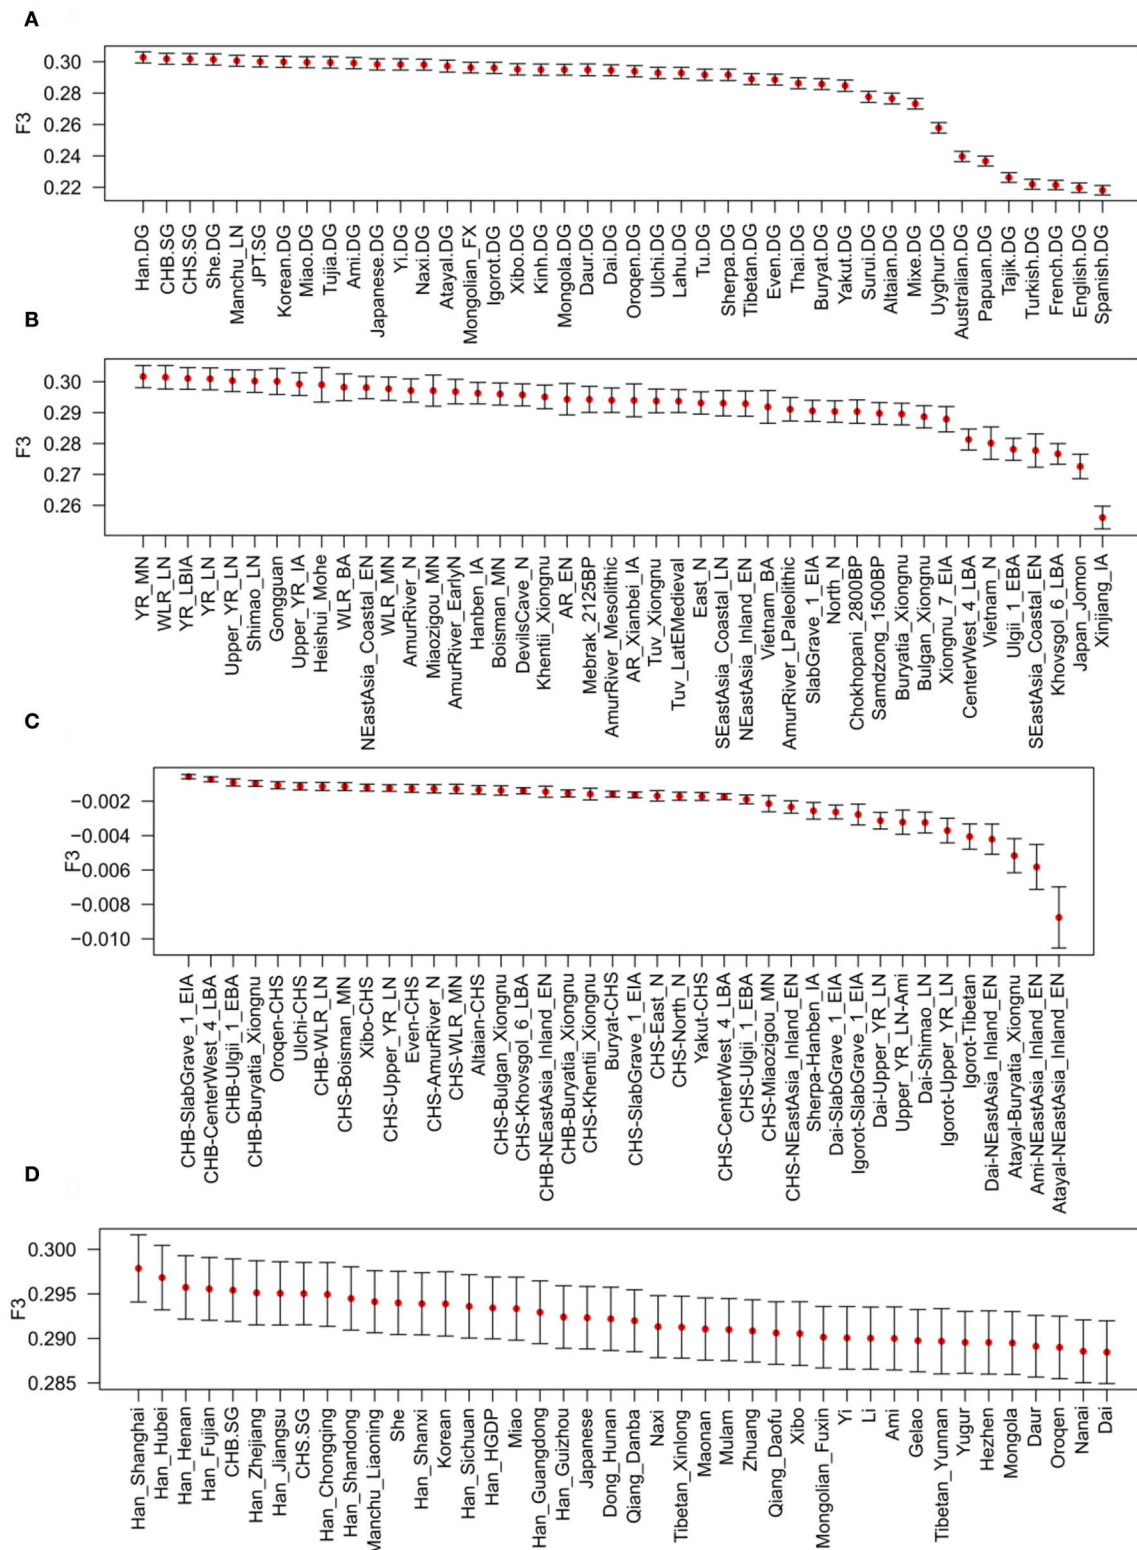 A
F3
0.30
0.28
0.26
0.24
0.22
Han.DG
CHB.SG
CHS.SG
She.DG
Manchu_LN
JPT.SG
Korean.DG
Miao.DG
Tujia.DG
Ami.DG
Japanese.DG
Yi.DG
Naxi.DG
Atayal.DG
Mongolian_FX
Igorot.DG
Xibo.DG
Kinh.DG
Mongola.DG
Daur.DG
Dai.DG
Oroqen.DG
Ulchi.DG
Lahu.DG
Tu.DG
Sherpa.DG
Tibetan.DG
Even.DG
Thai.DG
Buryat.DG
Yakut.DG
Surui.DG
Altaian.DG
Mixe.DG
Uyghur.DG
Australian.DG
Papuan.DG
Tajik.DG
Turkish.DG
French.DG
English.DG
Spanish.DG
B
F3
0.30
0.29
0.28
0.27
0.26
YR_MN
WLR_LN
YR_LBIA
YR_LN
Upper_YR_LN
Shimao_LN
Gongguan
Upper_YR_IA
Heishui_Mohe
WLR_BA
NEastAsia_Coastal_EN
WLR_MN
AmurRiver_N
Miaozigou_MN
AmurRiver_EarlyN
Hanben_IA
Boisman_MN
DevilsCave_N
Khentii_Xiongnu
AR_EN
Mebrak_2125BP
AmurRiver_Mesolithic
AR_Xianbei_IA
Tuv_Xiongnu
Tuv_LatEMedieval
East_N
SEastAsia_Coastal_LN
NEastAsia_Inland_EN
Vietnam_BA
AmurRiver_LPaleolithic
SlabGrave_1_EIA
North_N
Chokhopani_2800BP
Samdzong_1500BP
Buryatia_Xiongnu
Bulgan_Xiongnu
Xiongnu_7_EIA
CenterWest_4_LBA
Vietnam_N
Ulgii_1_EBA
SEastAsia_Coastal_EN
Khovsgol_6_LBA
Japan_Jomon
Xinjiang_IA
C
F3
−0.002
−0.004
−0.006
−0.008
−0.010
CHB-SlabGrave_1_EIA
CHB-CenterWest_4_LBA
CHB-Ulgii_1_EBA
CHB-Buryatia_Xiongnu
Oroqen-CHS
Ulchi-CHS
CHB-WLR_LN
CHS-Boisman_MN
Xibo-CHS
CHS-Upper_YR_LN
Even-CHS
CHS-AmurRiver_N
CHS-WLR_MN
Altaian-CHS
CHS-Bulgan_Xiongnu
CHS-Khovsgol_6_LBA
CHB-NEastAsia_Inland_EN
CHB-Buryatia_Xiongnu
CHS-Khentii_Xiongnu
Buryat-CHS
CHS-SlabGrave_1_EIA
CHS-East_N
CHS-North_N
Yakut-CHS
CHS-CenterWest_4_LBA
CHS-Ulgii_1_EBA
CHS-Miaozigou_MN
CHS-NEastAsia_Inland_EN
Sherpa-Hanben_IA
Dai-SlabGrave_1_EIA
Igorot-SlabGrave_1_EIA
Dai-Upper_YR_LN
Upper_YR_LN-Ami
Dai-Shimao_LN
Igorot-Upper_YR_LN
Igorot-Tibetan
Dai-NEastAsia_Inland_EN
Atayal-Buryatia_Xiongnu
Ami-NEastAsia_Inland_EN
Atayal-NEastAsia_Inland_EN
D
F3
0.300
0.295
0.290
0.285
Han_Shanghai
Han_Hubei
Han_Henan
Han_Fujian
CHB.SG
Han_Zhejiang
Han_Jiangsu
CHS.SG
Han_Chongqing
Han_Shandong
Manchu_Liaoning
She
Han_Shanxi
Korean
Han_Sichuan
Han_HGDP
Miao
Han_Guangdong
Han_Guizhou
Japanese
Dong_Hunan
Qiang_Danba
Naxi
Tibetan_Xinlong
Maonan
Mulam
Zhuang
Qiang_Daofu
Xibo
Mongolian_Fuxin
Yi
Li
Ami
Gelao
Tibetan_Yunnan
Yugur
Hezhen
Mongola
Daur
Oroqen
Nanai
Dai